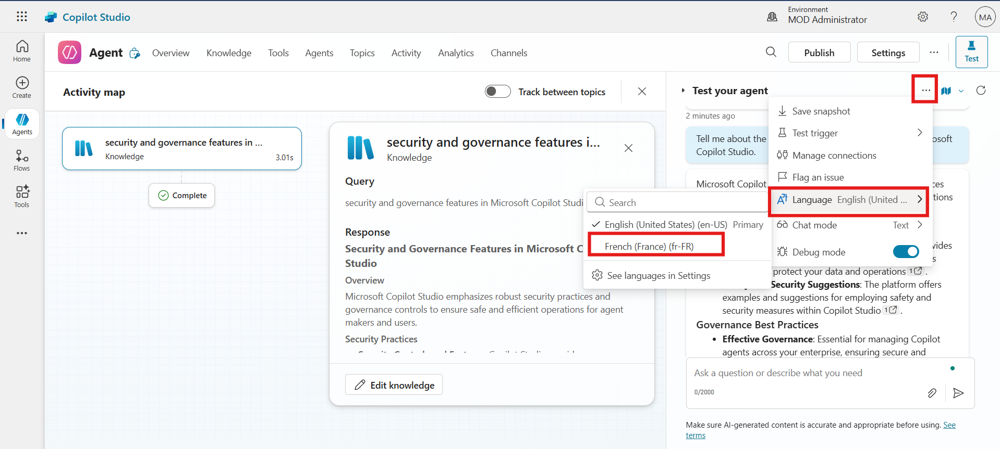 Copilot Studio
Environment
MOD Administrator
MA
Home
Create
Agents
Flows
Tools
Agent
Overview
Knowledge
Tools
Agents
Topics
Activity
Analytics
Channels
Publish
Settings
Test
Activity map
Track between topics
security and governance features in ...
Knowledge
3.01s
Complete
security and governance features i...
Knowledge
Query
security and governance features in Microsoft Copilot
Response
Security and Governance Features in Microsoft
Studio
Overview
Microsoft Copilot Studio emphasizes robust security practices and
governance controls to ensure safe and efficient operations for agent
makers and users.
Security Practices
Edit knowledge
Test your agent
2 minutes ago
Tell me about the
Copilot Studio.
Microsoft Copilot
protect your data and operations 1.
Security Suggestions: The platform offers
examples and suggestions for employing safety and
security measures within Copilot Studio 1.
Governance Best Practices
• Effective Governance: Essential for managing Copilot
agents across your enterprise, ensuring secure and
Save snapshot
Test trigger
Manage connections
Flag an issue
Language English (United ...
Chat mode Text
Debug mode
Search
English (United States) (en-US) Primary
French (France) (fr-FR)
See languages in Settings
Ask a question or describe what you need
0/2000
Make sure AI-generated content is accurate and appropriate before using. See
terms